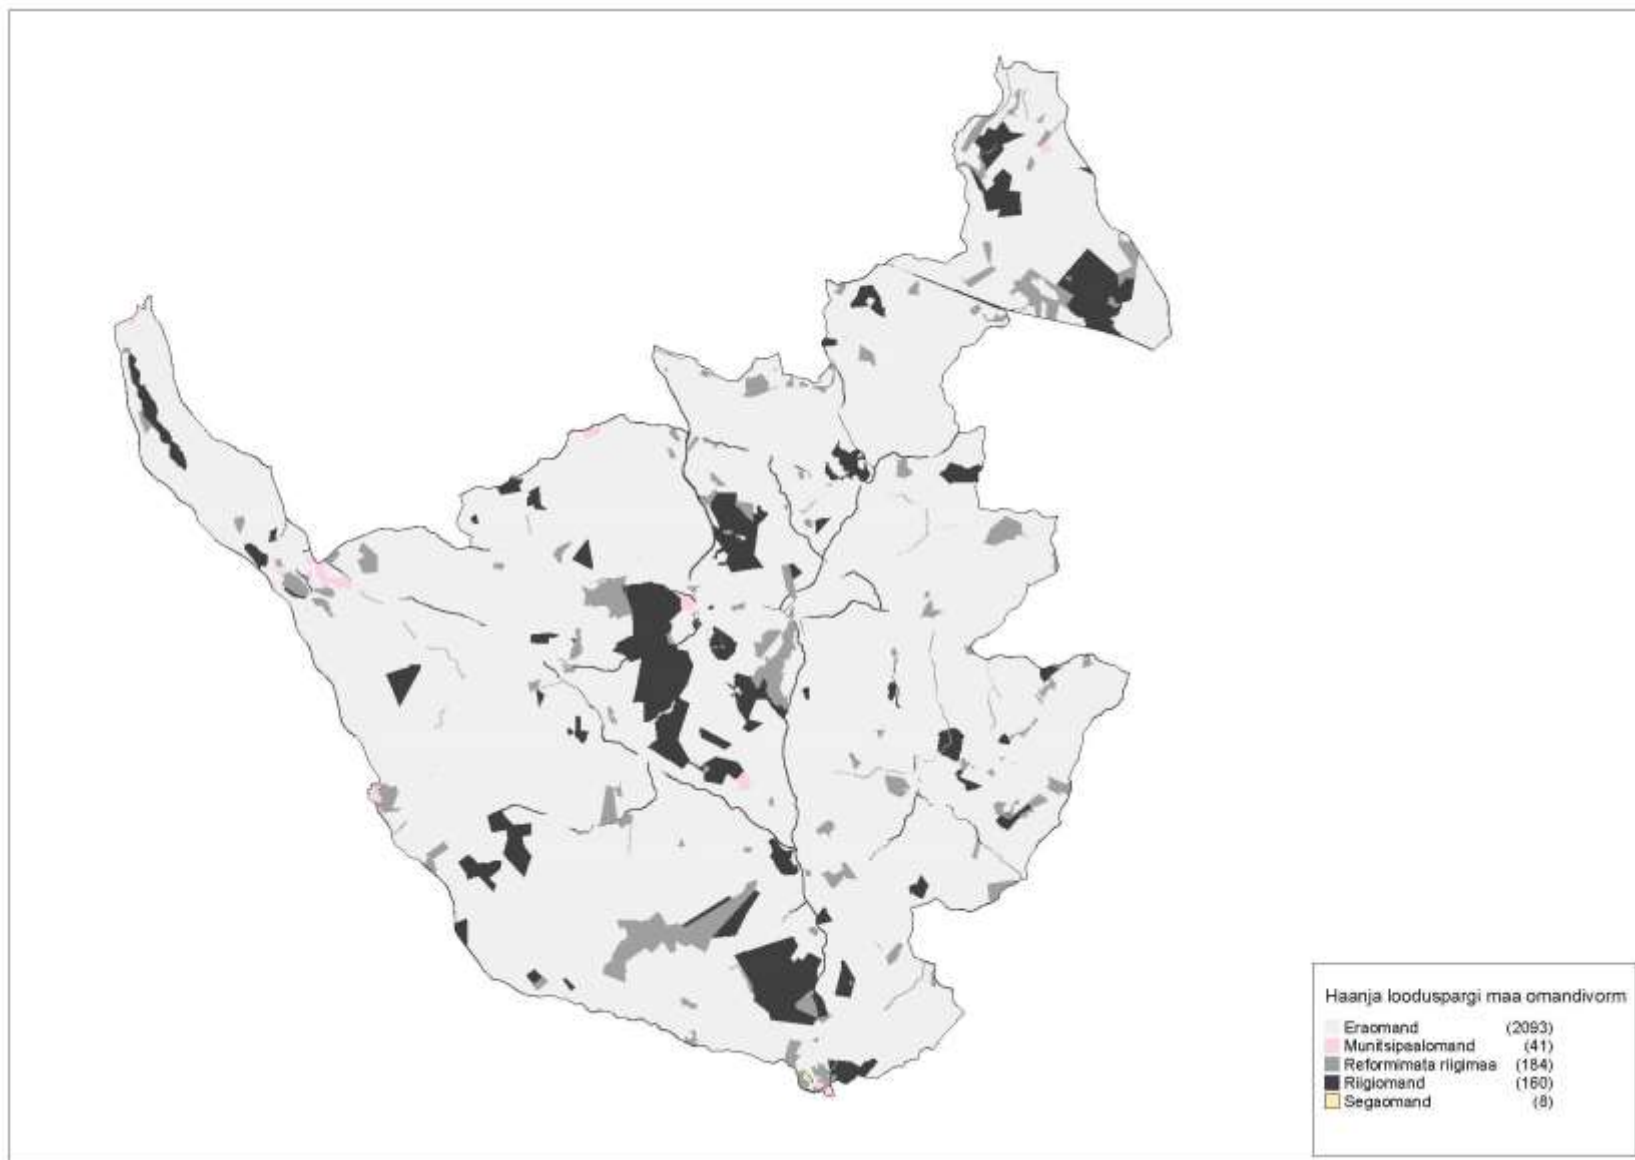 Haanja looduspargi maa omandivorm
Eraomand (2093)
Munitsipaalomand (41)
Reformimata riigimaa (184)
Riigiomand (160)
Segaomand (8)